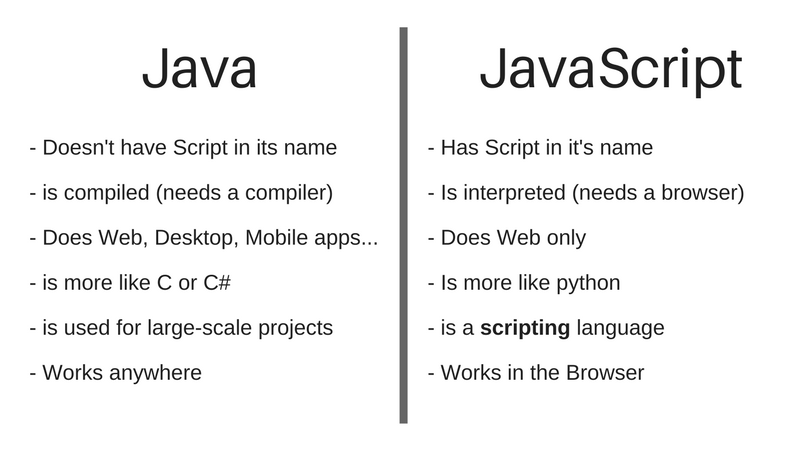 Java
- Doesn't have Script in its name
- is compiled (needs a compiler)
- Does Web, Desktop, Mobile apps...
- is more like C or C#
- is used for large-scale projects
- Works anywhere
JavaScript
- Has Script in it's name
- Is interpreted (needs a browser)
- Does Web only
- Is more like python
- is a scripting language
- Works in the Browser